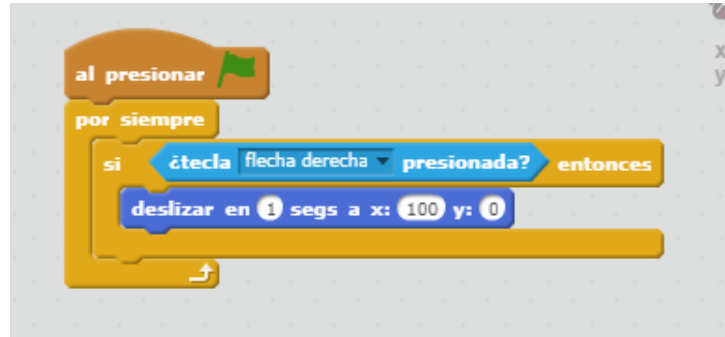 al presionar
por siempre
si ¿tecla flecha derecha presionada? entonces
deslizar en 1 segs a x: 100 y: 0
x
y